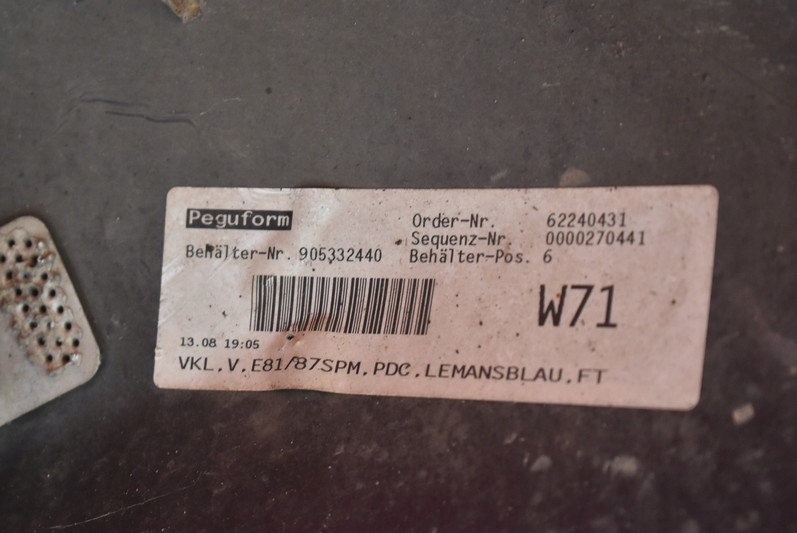 Peguform
Order-Nr. 62240431
Sequenz-Nr. 0000270441
Behälter-Nr. 905332440
Behälter-Pos. 6
W71
13.08 19:05
VKL.V.E81/87SPM.PDC.LEMANSBLAU.FT